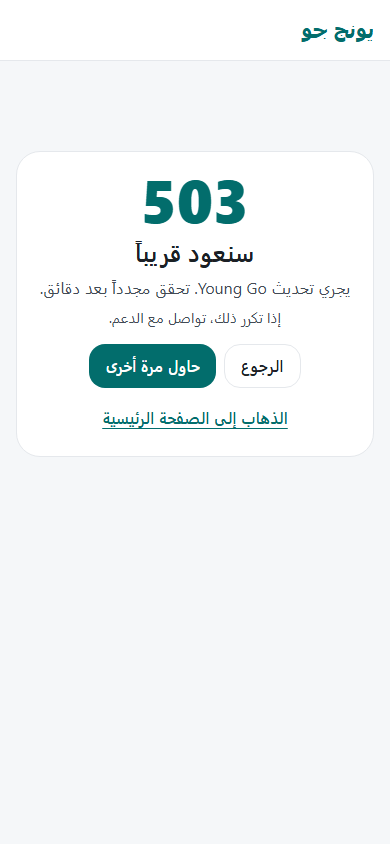 يونج جو
503
سنعود قريباً
يجري تحديث Young Go. تحقق مجدداً بعد دقائق.
إذا تكرر ذلك، تواصل مع الدعم.
الرجوع
حاول مرة أخرى
الذهاب إلى الصفحة الرئيسية